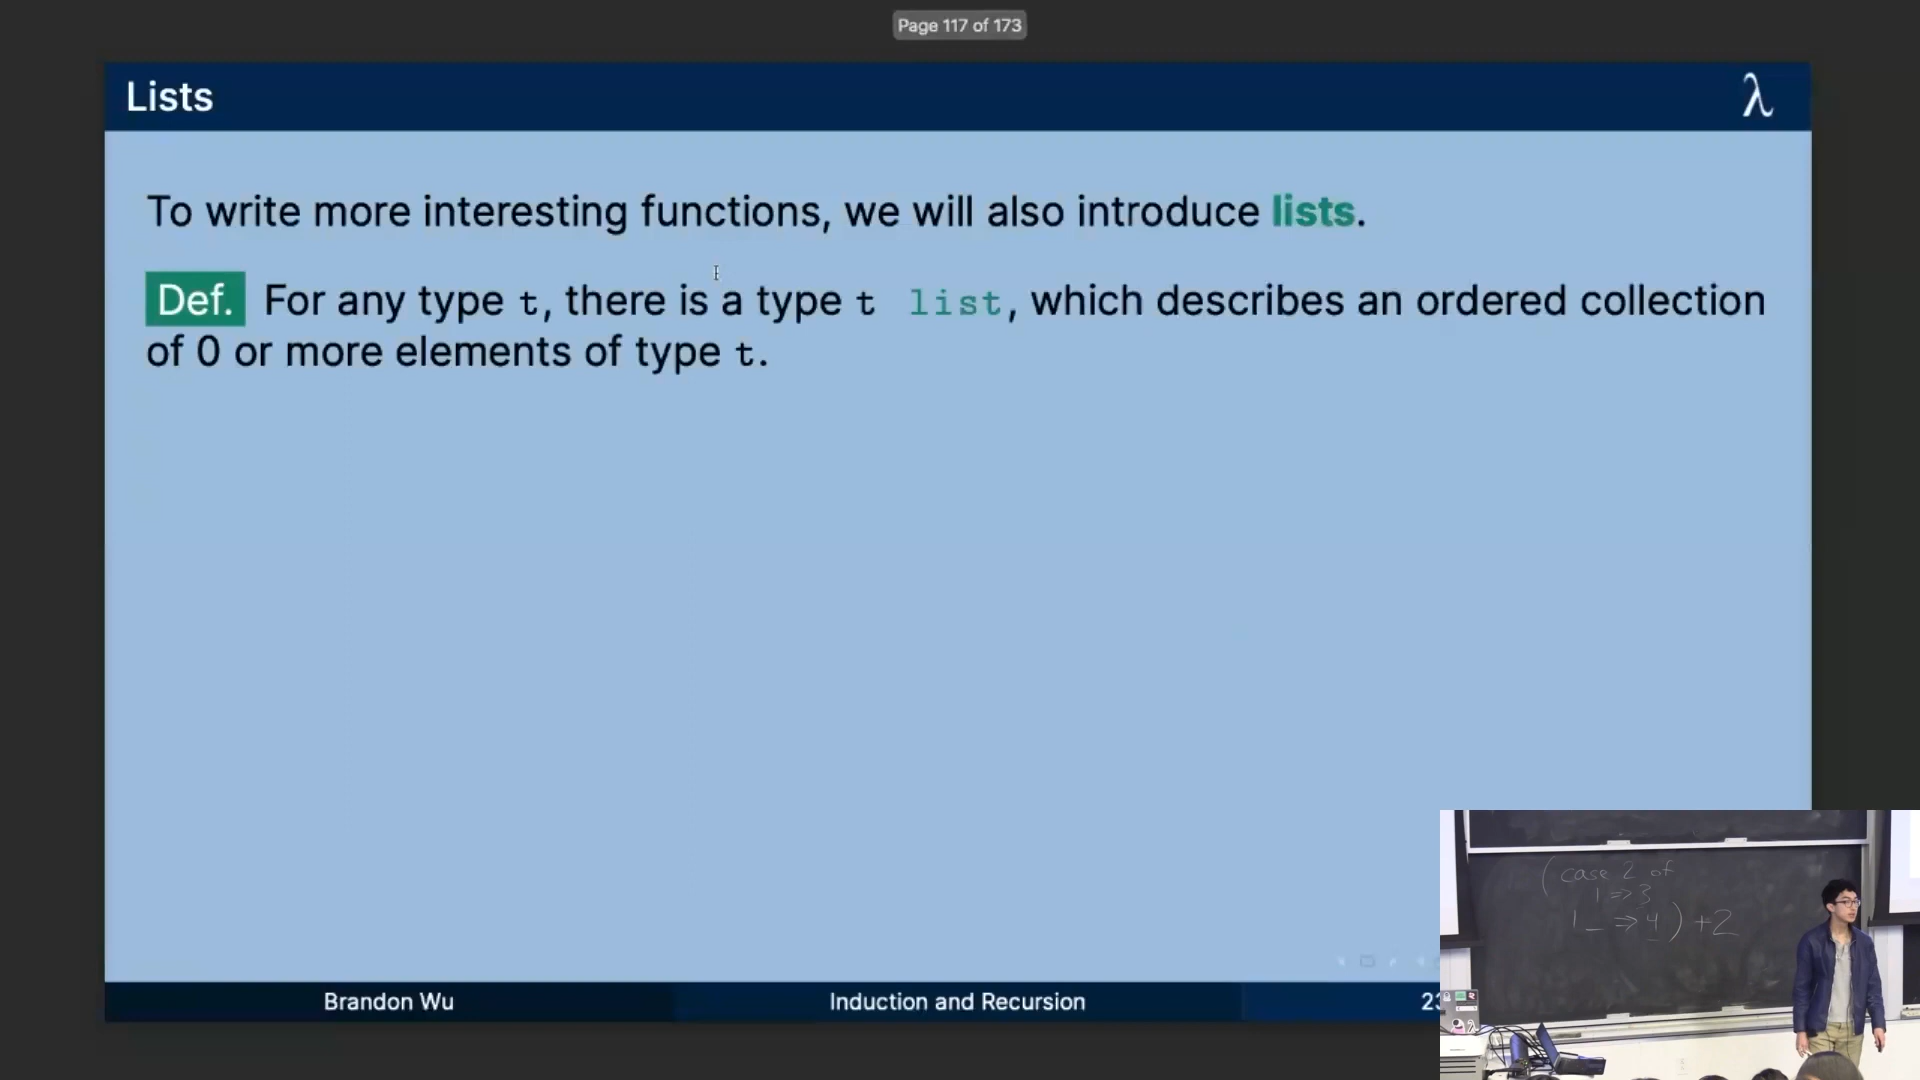 Page 117 of 173
Lists λ
To write more interesting functions, we will also introduce lists.
Def. For any type t, there is a type t list, which describes an ordered collection
of 0 or more elements of type t.
(case 2 of
1 => 3
| _ => 4) +2
Brandon Wu Induction and Recursion